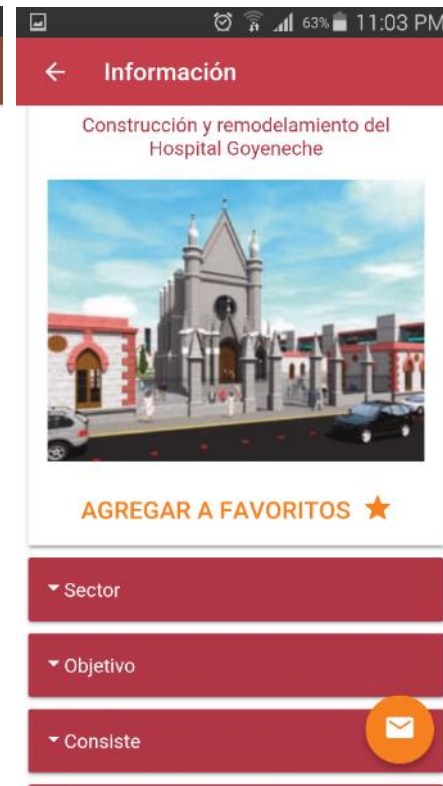 63% 11:03 PM
Información
Construcción y remodelamiento del
Hospital Goyeneche
AGREGAR A FAVORITOS
Sector
Objetivo
Consiste